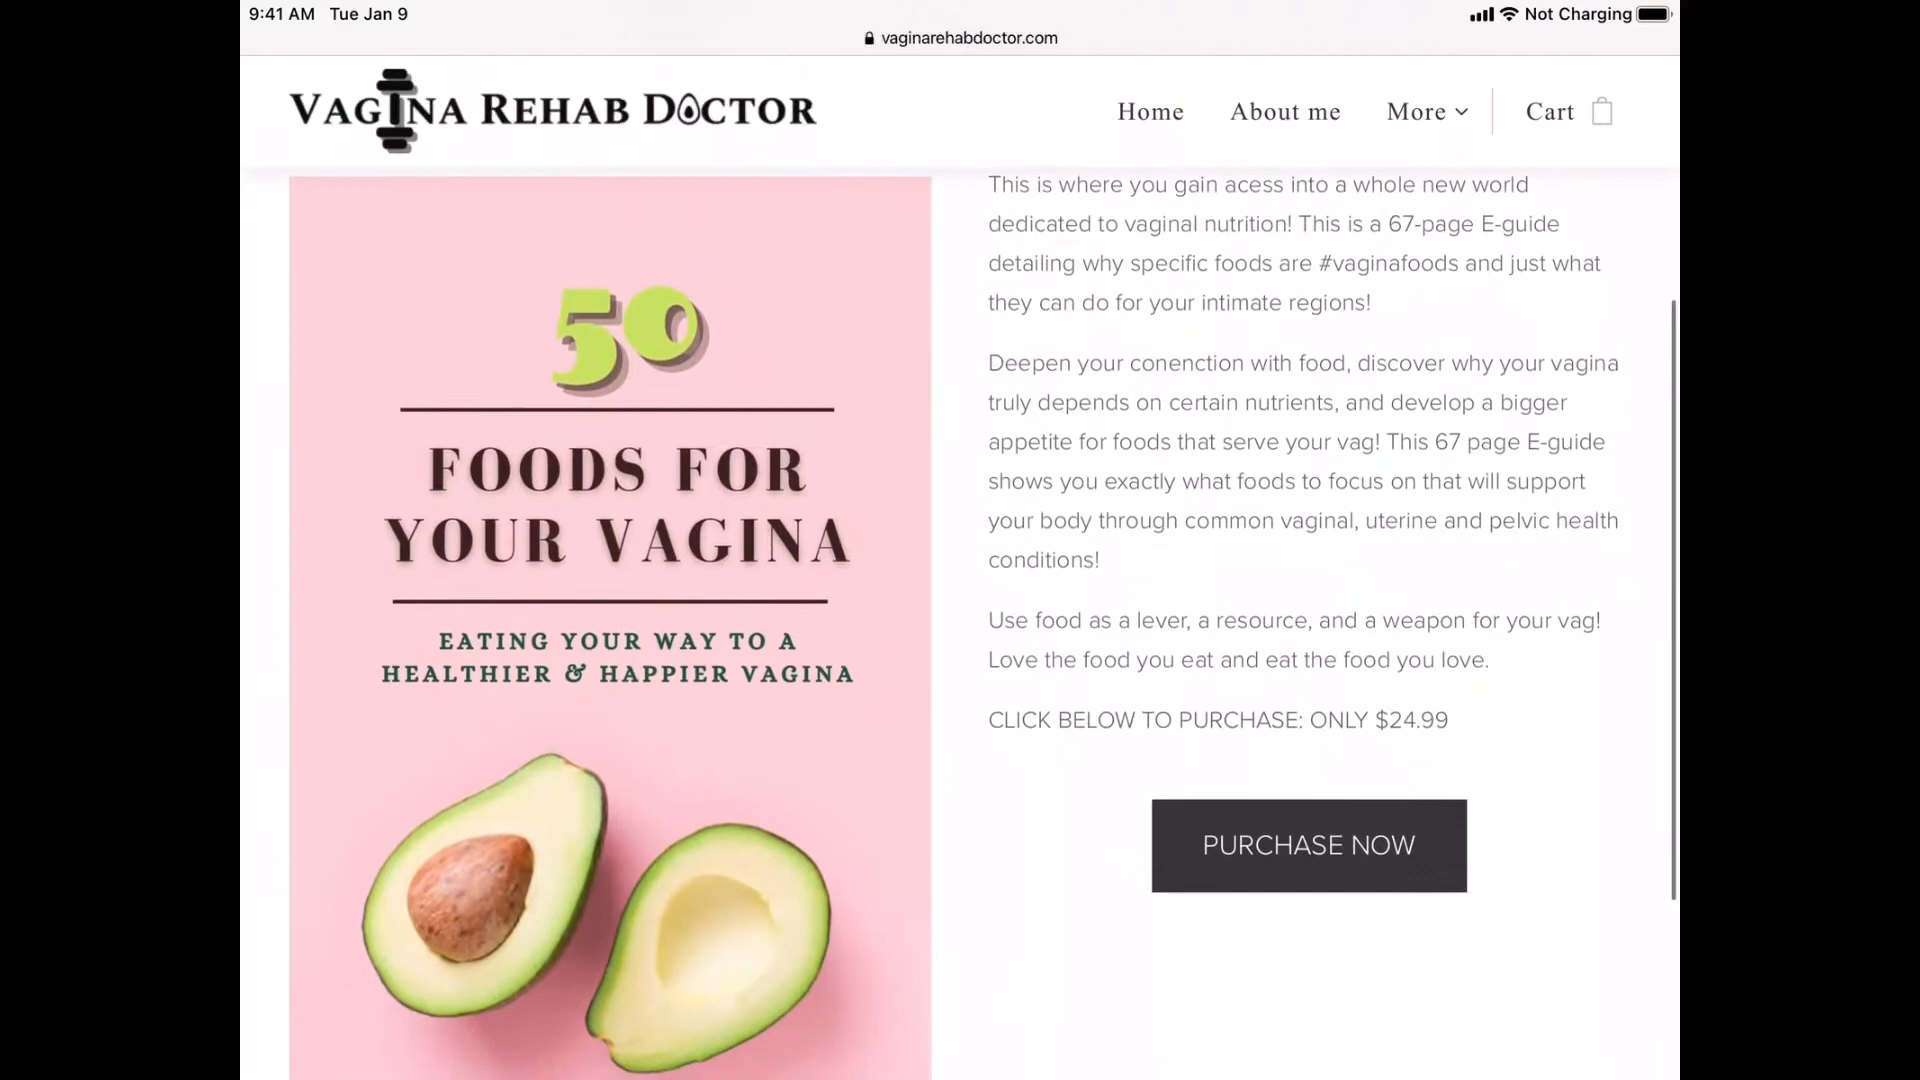 9:41 AM Tue Jan 9
Not Charging
vaginarehabdoctor.com
VAGINA REHAB DOCTOR
Home
About me
More
Cart
50
FOODS FOR
YOUR VAGINA
EATING YOUR WAY TO A
HEALTHIER & HAPPIER VAGINA
This is where you gain acess into a whole new world
dedicated to vaginal nutrition! This is a 67-page E-guide
detailing why specific foods are #vaginafoods and just what
they can do for your intimate regions!
Deepen your conenction with food, discover why your vagina
truly depends on certain nutrients, and develop a bigger
appetite for foods that serve your vag! This 67 page E-guide
shows you exactly what foods to focus on that will support
your body through common vaginal, uterine and pelvic health
conditions!
Use food as a lever, a resource, and a weapon for your vag!
Love the food you eat and eat the food you love.
CLICK BELOW TO PURCHASE: ONLY $24.99
PURCHASE NOW